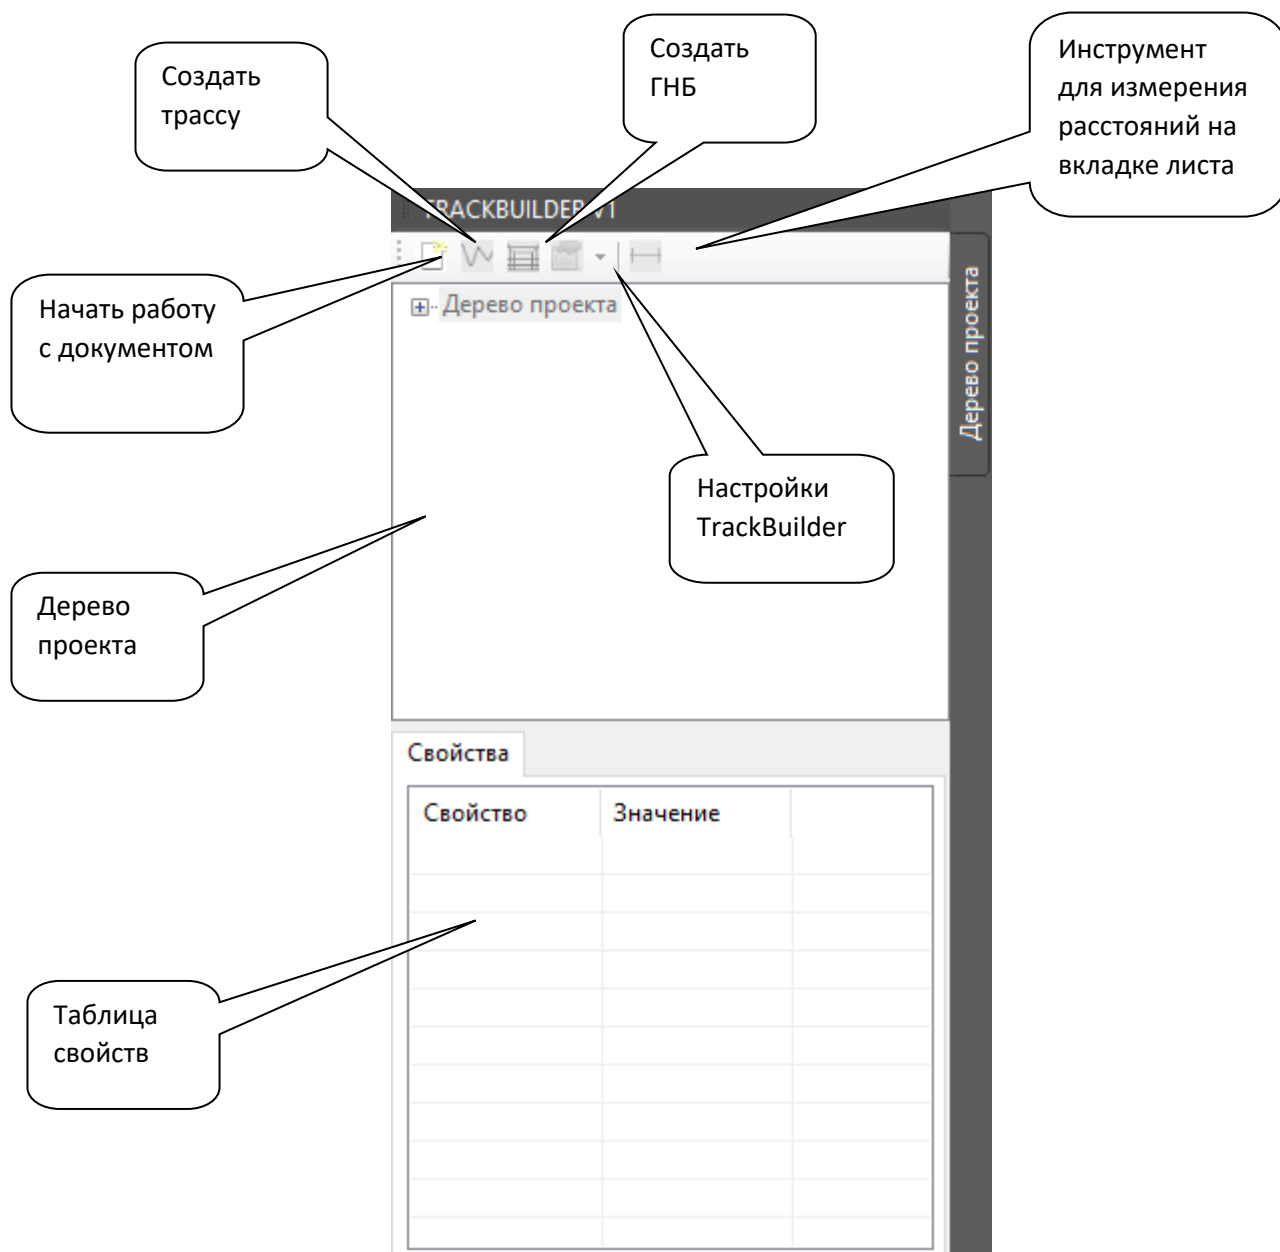 Создать
трассу
Создать
ГНБ
Инструмент
для измерения
расстояний на
вкладке листа
TRACKBUILDER V1
Начать работу
с документом
Дерево проекта
Дерево проекта
Настройки
TrackBuilder
Дерево
проекта
Свойства
Свойство Значение
Таблица
свойств